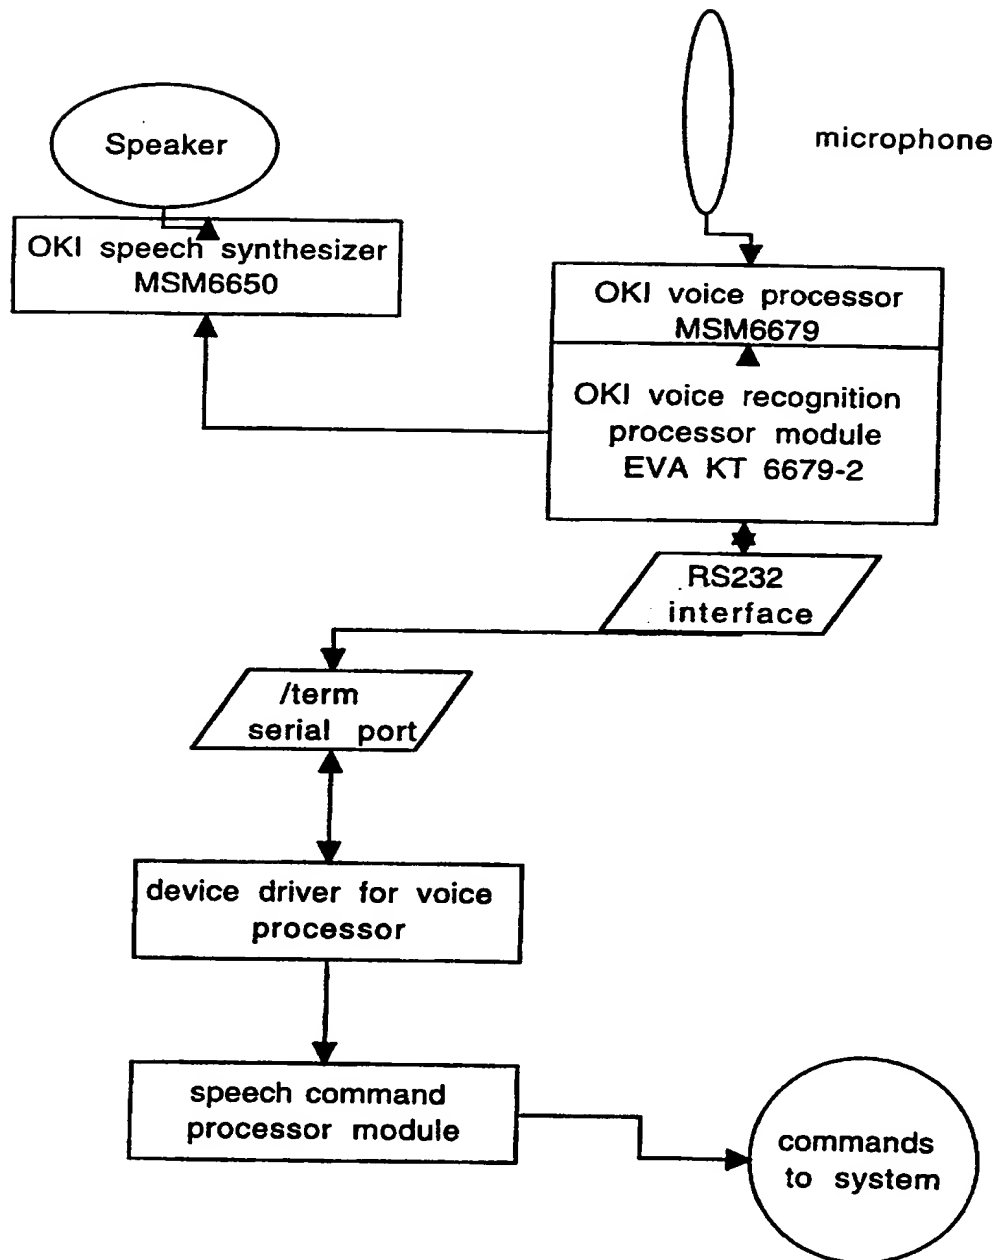 Speaker
microphone
OKI speech synthesizer
MSM6650
OKI voice processor
MSM6679
OKI voice recognition
processor module
EVA KT 6679-2
RS232
interface
/term
serial port
device driver for voice
processor
speech command
processor module
commands
to system